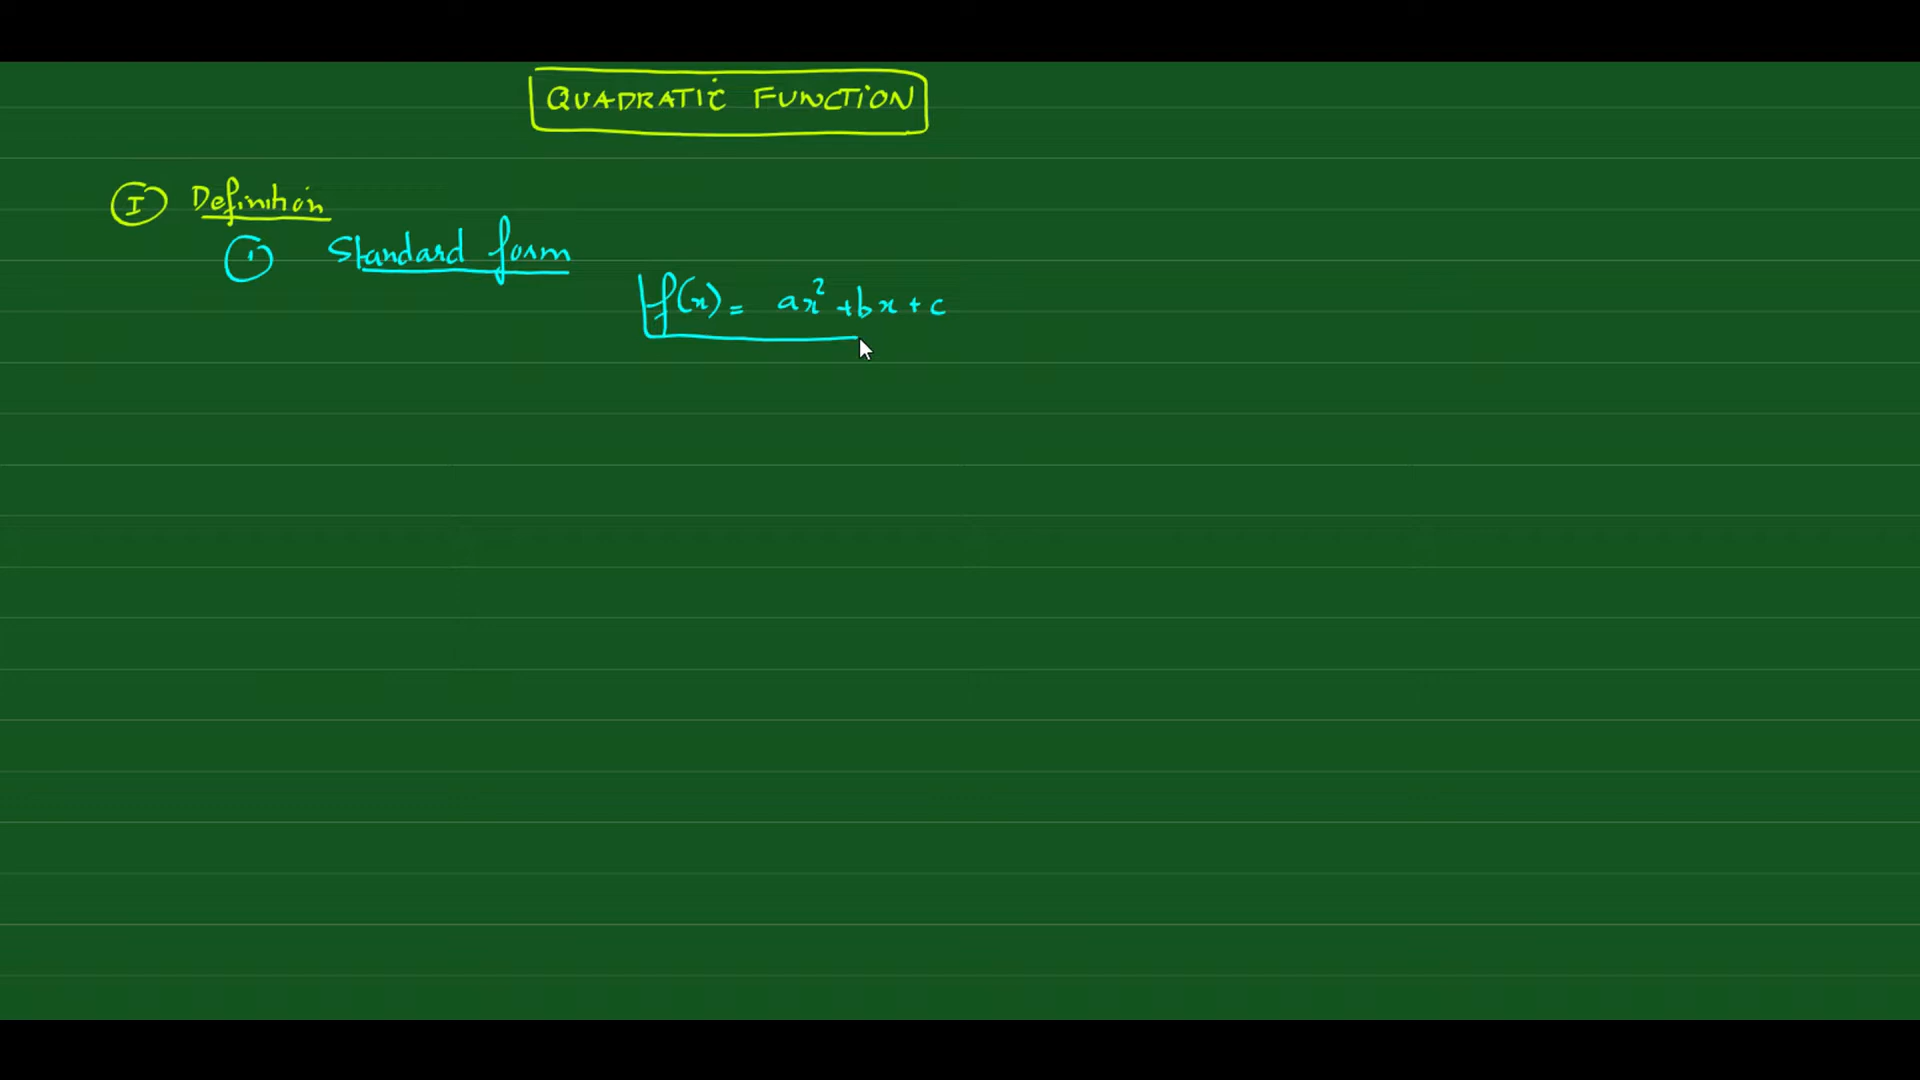 QUADRATIC FUNCTION
I Definition
1 Standard form
f(x) = ax² + bx + c